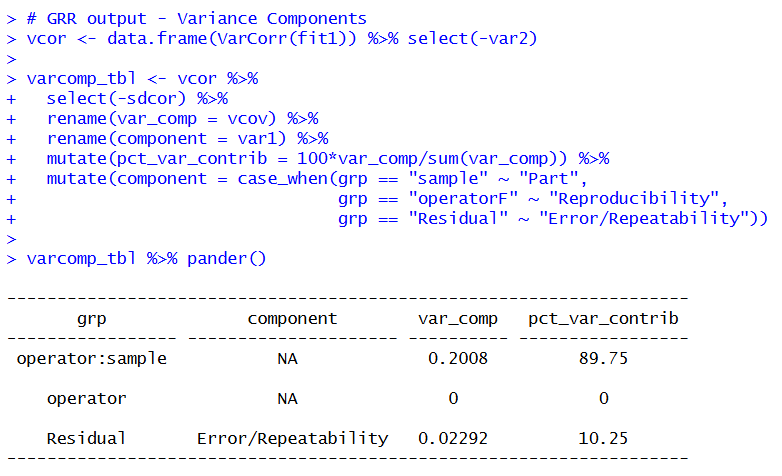 > # GRR output - Variance Components
> vcor <- data.frame(VarCorr(fit1)) %>% select(-var2)
>
> varcomp_tbl <- vcor %>%
+   select(-sdcor) %>%
+   rename(var_comp = vcov) %>%
+   rename(component = var1) %>%
+   mutate(pct_var_contrib = 100*var_comp/sum(var_comp)) %>%
+   mutate(component = case_when(grp == "sample" ~ "Part",
+                                grp == "operatorF" ~ "Reproducibility",
+                                grp == "Residual" ~ "Error/Repeatability"))
>
> varcomp_tbl %>% pander()
---------------------------------------------------------------------
       grp              component        var_comp   pct_var_contrib
----------------- --------------------- ---------- -----------------
 operator:sample           NA             0.2008         89.75
    operator               NA               0              0
    Residual       Error/Repeatability   0.02292         10.25
---------------------------------------------------------------------